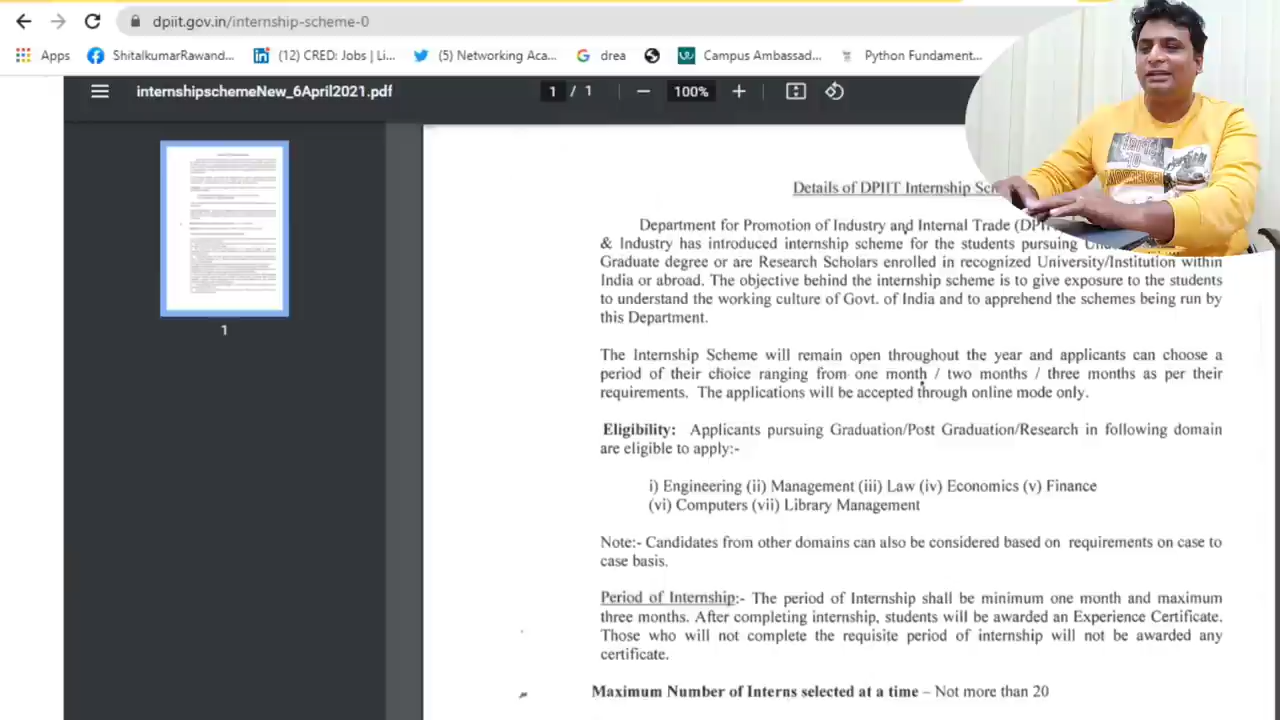 dpiit.gov.in/internship-scheme-0
Apps ShitalkumarRawand... (12) CRED: Jobs | Li... (5) Networking Aca... drea Campus Ambassad... Python Fundament...
internshipschemeNew_6April2021.pdf 1 / 1 100%
1
Details of DPIIT Internship
Department for Promotion of Industry and Internal Trade
& Industry has introduced internship scheme for the students pursuing
Graduate degree or are Research Scholars enrolled in recognized University/Institution within
India or abroad. The objective behind the internship scheme is to give exposure to the students
to understand the working culture of Govt. of India and to apprehend the schemes being run by
this Department.
The Internship Scheme will remain open throughout the year and applicants can choose a
period of their choice ranging from one month / two months / three months as per their
requirements. The applications will be accepted through online mode only.
Eligibility: Applicants pursuing Graduation/Post Graduation/Research in following domain
are eligible to apply:-
i) Engineering (ii) Management (iii) Law (iv) Economics (v) Finance
(vi) Computers (vii) Library Management
Note:- Candidates from other domains can also be considered based on requirements on case to
case basis.
Period of Internship:- The period of Internship shall be minimum one month and maximum
three months. After completing internship, students will be awarded an Experience Certificate.
Those who will not complete the requisite period of internship will not be awarded any
certificate.
Maximum Number of Interns selected at a time – Not more than 20